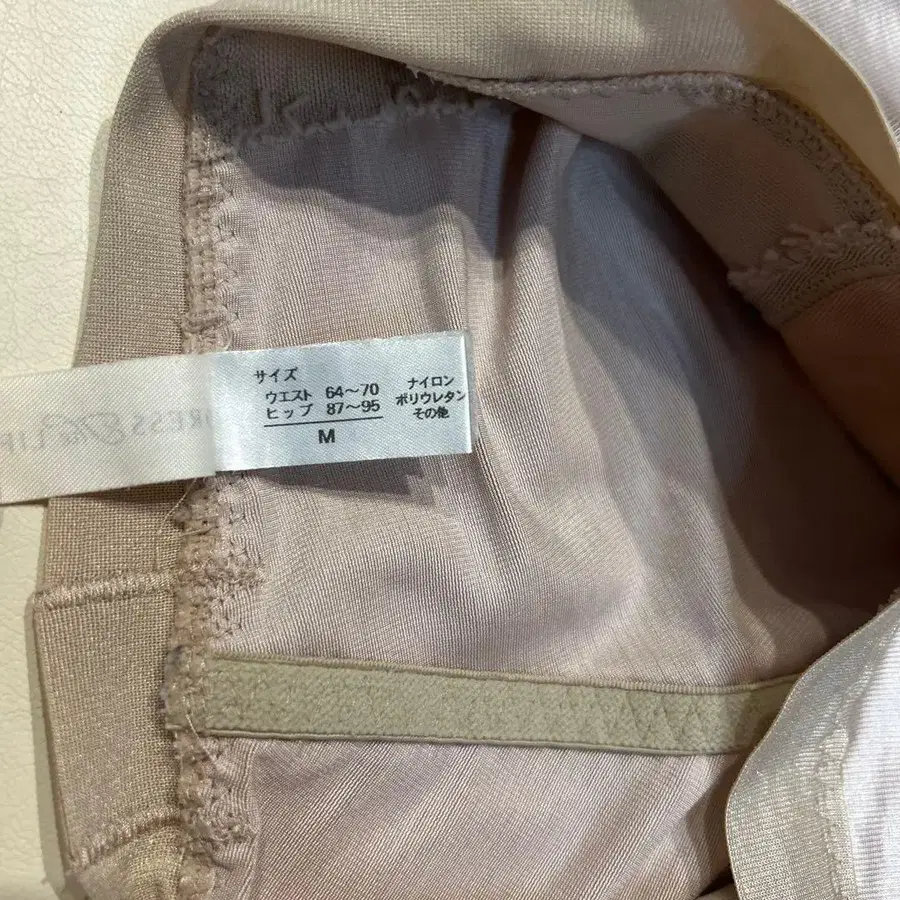 サイズ
ウエスト 64〜70
ヒップ 87〜95
M
ナイロン
ポリウレタン
その他